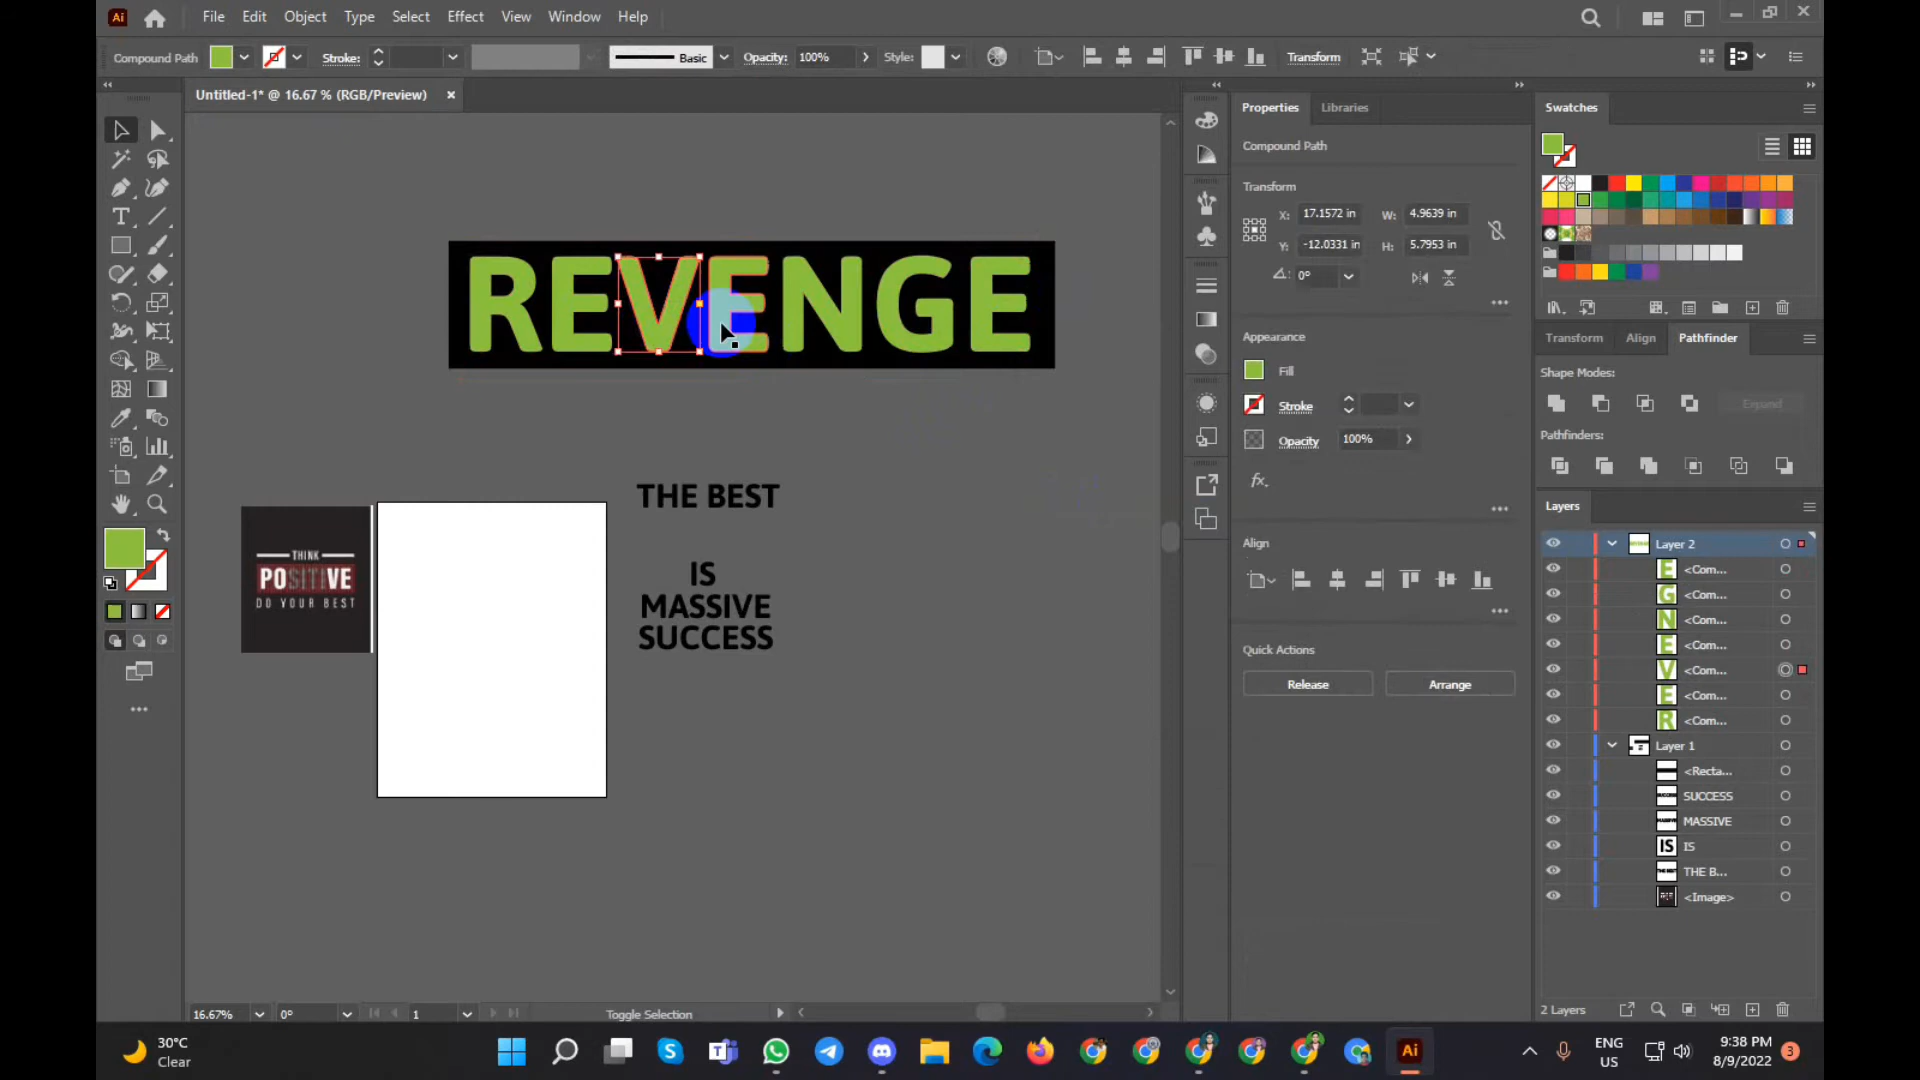 Ai File Edit Object Type Select Effect View Window Help
Compound Path Stroke: Basic Opacity: 100% Style: Transform
Untitled-1* @ 16.67 % (RGB/Preview) ×
Properties Libraries
Swatches
Compound Path
Transform
X: 17.1572 in W: 4.9639 in
Y: -12.0331 in H: 5.7953 in
0°
REVENGE
Appearance
Fill
Stroke
Opacity 100%
fx.
Transform Align Pathfinder
Shape Modes:
Expand
Pathfinders:
THE BEST
IS
MASSIVE
SUCCESS
THINK
POSITIVE
DO YOUR BEST
Align
Quick Actions
Release Arrange
Layers
Layer 2
E <Com...
G <Com...
N <Com...
E <Com...
V <Com...
E <Com...
R <Com...
Layer 1
<Recta...
SUCCESS
MASSIVE
IS IS
THE B...
<Image>
2 Layers
16.67% 0° 1 Toggle Selection
30°C
Clear
Ai
ENG
US
9:38 PM
8/9/2022
3